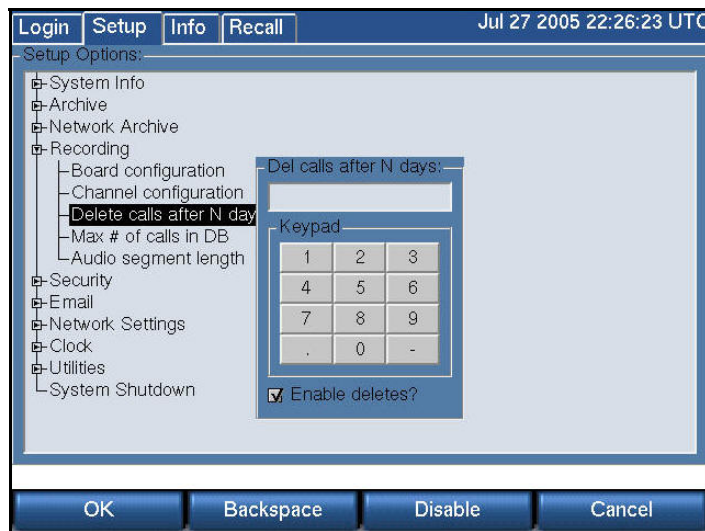 Login Setup Info Recall Jul 27 2005 22:26:23 UTC
Setup Options:
System Info
Archive
Network Archive
Recording
Board configuration
Channel configuration
Delete calls after N day
Max # of calls in DB
Audio segment length
Security
Email
Network Settings
Clock
Utilities
System Shutdown
Del calls after N days:
Keypad
1 2 3
4 5 6
7 8 9
. 0 -
Enable deletes?
OK Backspace Disable Cancel